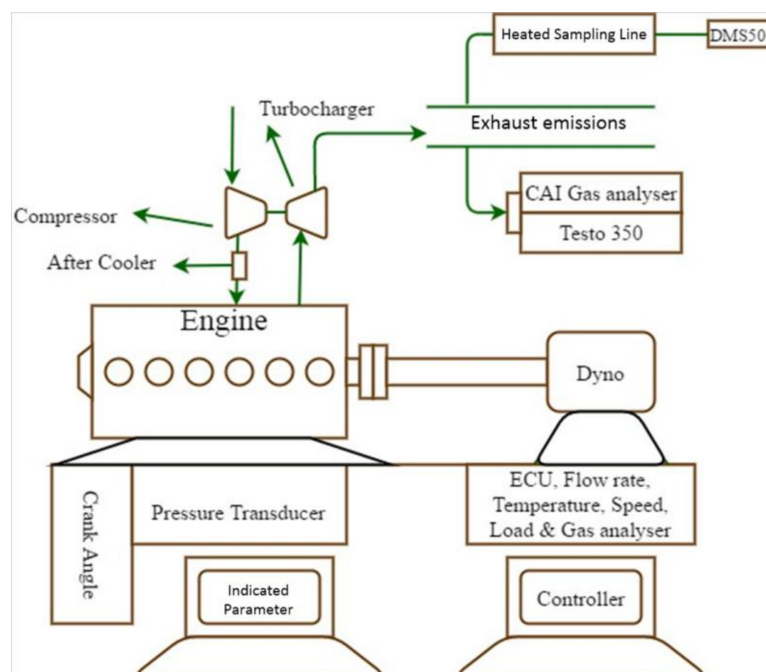 Heated Sampling Line
DMS50
Turbocharger
Exhaust emissions
CAI Gas analyser
Compressor
Testo 350
After Cooler
Engine
Dyno
ECU, Flow rate,
Temperature, Speed,
Load & Gas analyser
Pressure Transducer
Crank Angle
Indicated
Parameter
Controller